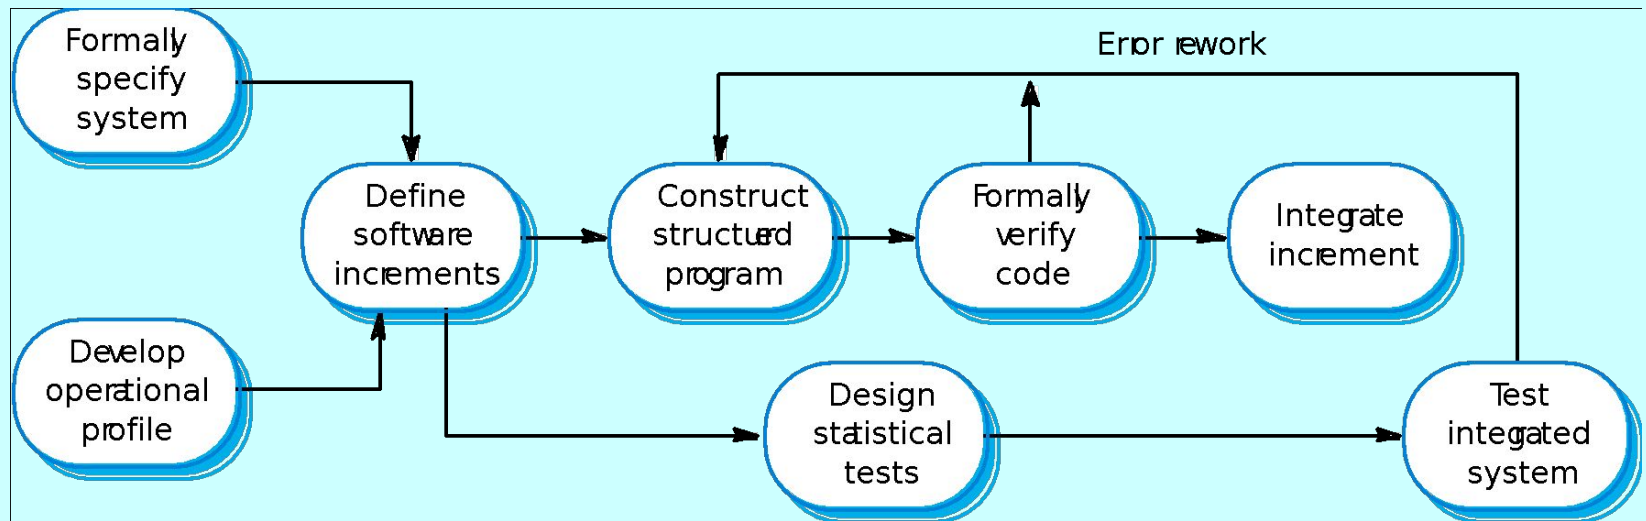 Formally
specify
system
Error rework
Define
software
increments
Construct
structured
program
Formally
verify
code
Integrate
increment
Develop
operational
profile
Design
statistical
tests
Test
integrated
system